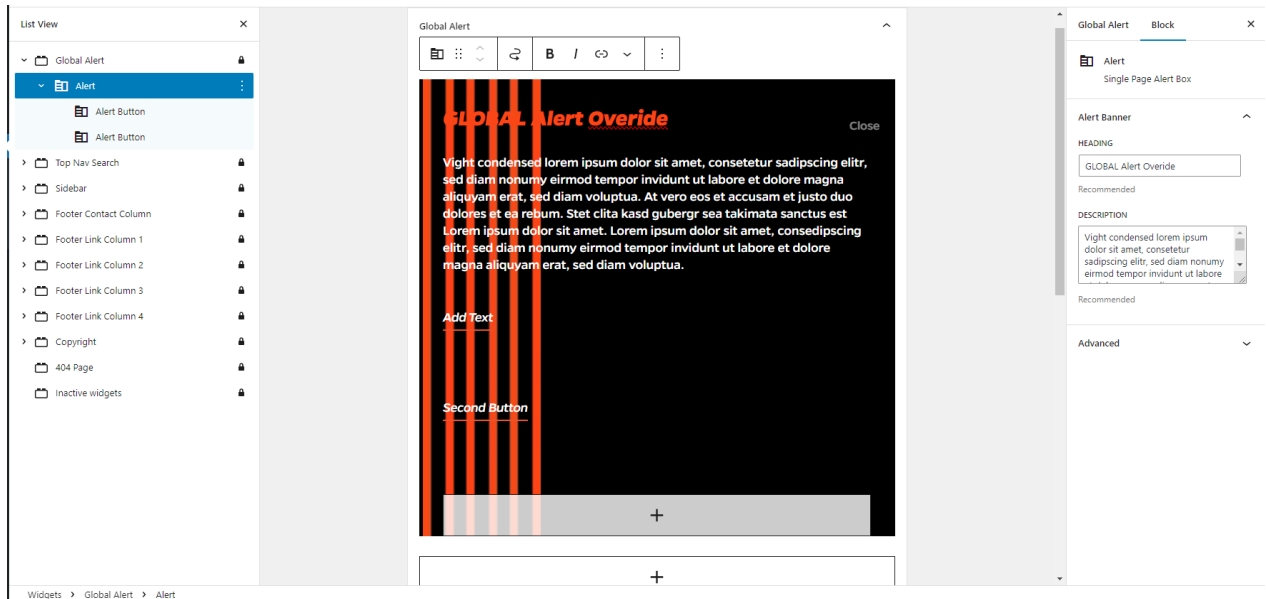 List View
Global Alert
Alert
Alert Button
Alert Button
Top Nav Search
Sidebar
Footer Contact Column
Footer Link Column 1
Footer Link Column 2
Footer Link Column 3
Footer Link Column 4
Copyright
404 Page
Inactive widgets
Global Alert
B I
GLOBAL Alert Overide
Close
Vight condensed lorem ipsum dolor sit amet, consetetur sadipscing elitr,
sed diam nonumy eirmod tempor invidunt ut labore et dolore magna
aliquyam erat, sed diam voluptua. At vero eos et accusam et justo duo
dolores et ea rebum. Stet clita kasd gubergr sea takimata sanctus est
Lorem ipsum dolor sit amet. Lorem ipsum dolor sit amet, consedipscing
elitr, sed diam nonumy eirmod tempor invidunt ut labore et dolore
magna aliquyam erat, sed diam voluptua.
Add Text
Second Button
Global Alert Block
Alert
Single Page Alert Box
Alert Banner
HEADING
GLOBAL Alert Overide
Recommended
DESCRIPTION
Vight condensed lorem ipsum
dolor sit amet, consetetur
sadipscing elitr, sed diam nonumy
eirmod tempor invidunt ut labore
Recommended
Advanced
Widgets > Global Alert > Alert